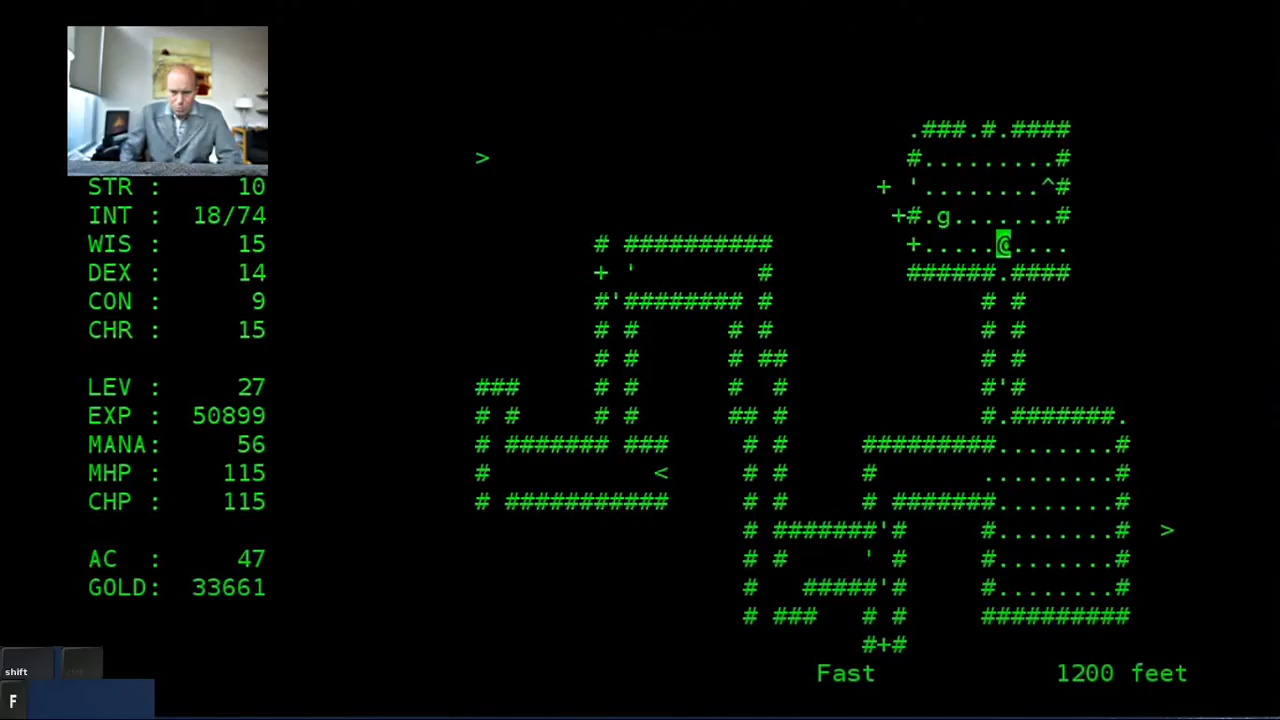 .###.#.####
> #.........#
+ '........^#
STR : 10 +#.g.......#
INT : 18/74 +.....@....
WIS : 15 # ########## ######.####
DEX : 14 + ' # # #
CON : 9 #'######## # # #
CHR : 15 # # # # # #
# # # ## #'#
LEV : 27 ### # # # # #.#######.
EXP : 50899 # # # # ## # #########........#
MANA: 56 # ####### ### # # # ........#
MHP : 115 # < # # # #######........#
CHP : 115 # ########### # # #######'# #........# >
# # ' # #........#
AC : 47 # #####'# #........#
GOLD: 33661 # ### # # ##########
#+#
shift
F Fast 1200 feet